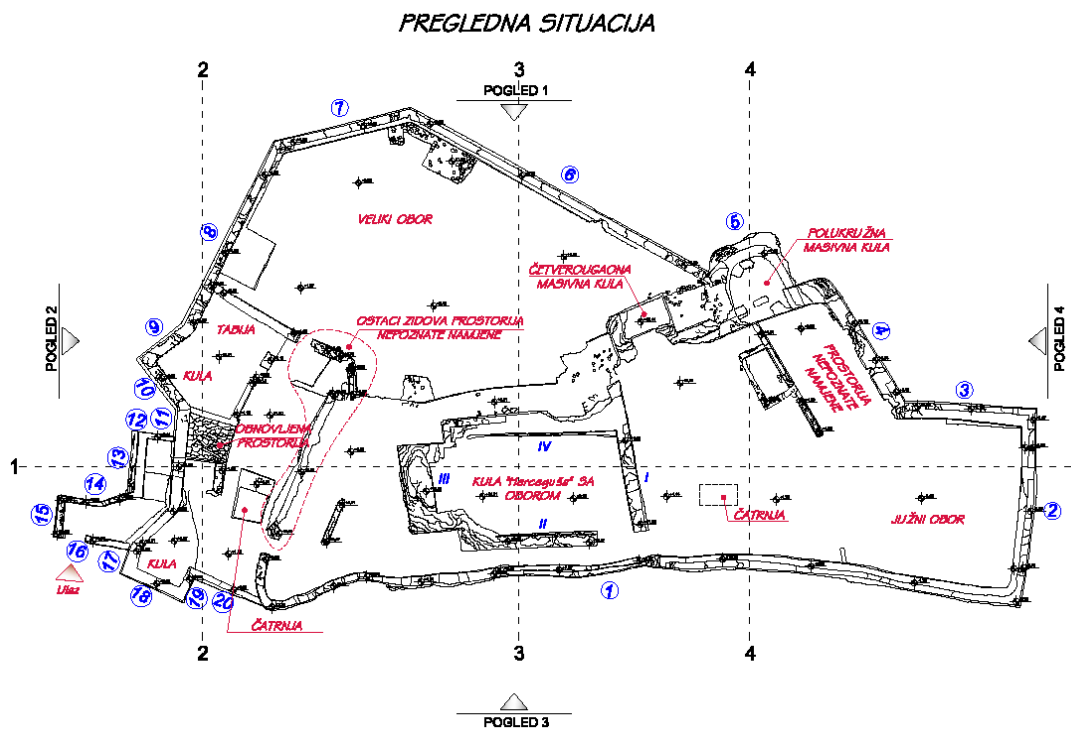 PREGLEDNA SITUACIJA
2
3
4
POGLED 1
7
6
8
VELIKI OBOR
5
POLUKRUŽNA
MASIVNA KULA
ČETVEROUGAONA
MASIVNA KULA
POGLED 2
9
TABIJA
OSTACI ZIDOVA PROSTORIJA
NEPOZNATE NAMJENE
4
POGLED 4
PROSTORIJA
NEPOZNATE
NAMJENE
10
KULA
3
12
11
OBNOVLJENA
PROSTORIJA
IV
1
13
III
KULA "Herceguša" SA
OBOROM
I
1
14
II
ČATRNJA
JUŽNI OBOR
2
15
16
17
KULA
Ulaz
18
19
20
1
ČATRNJA
2
3
4
POGLED 3